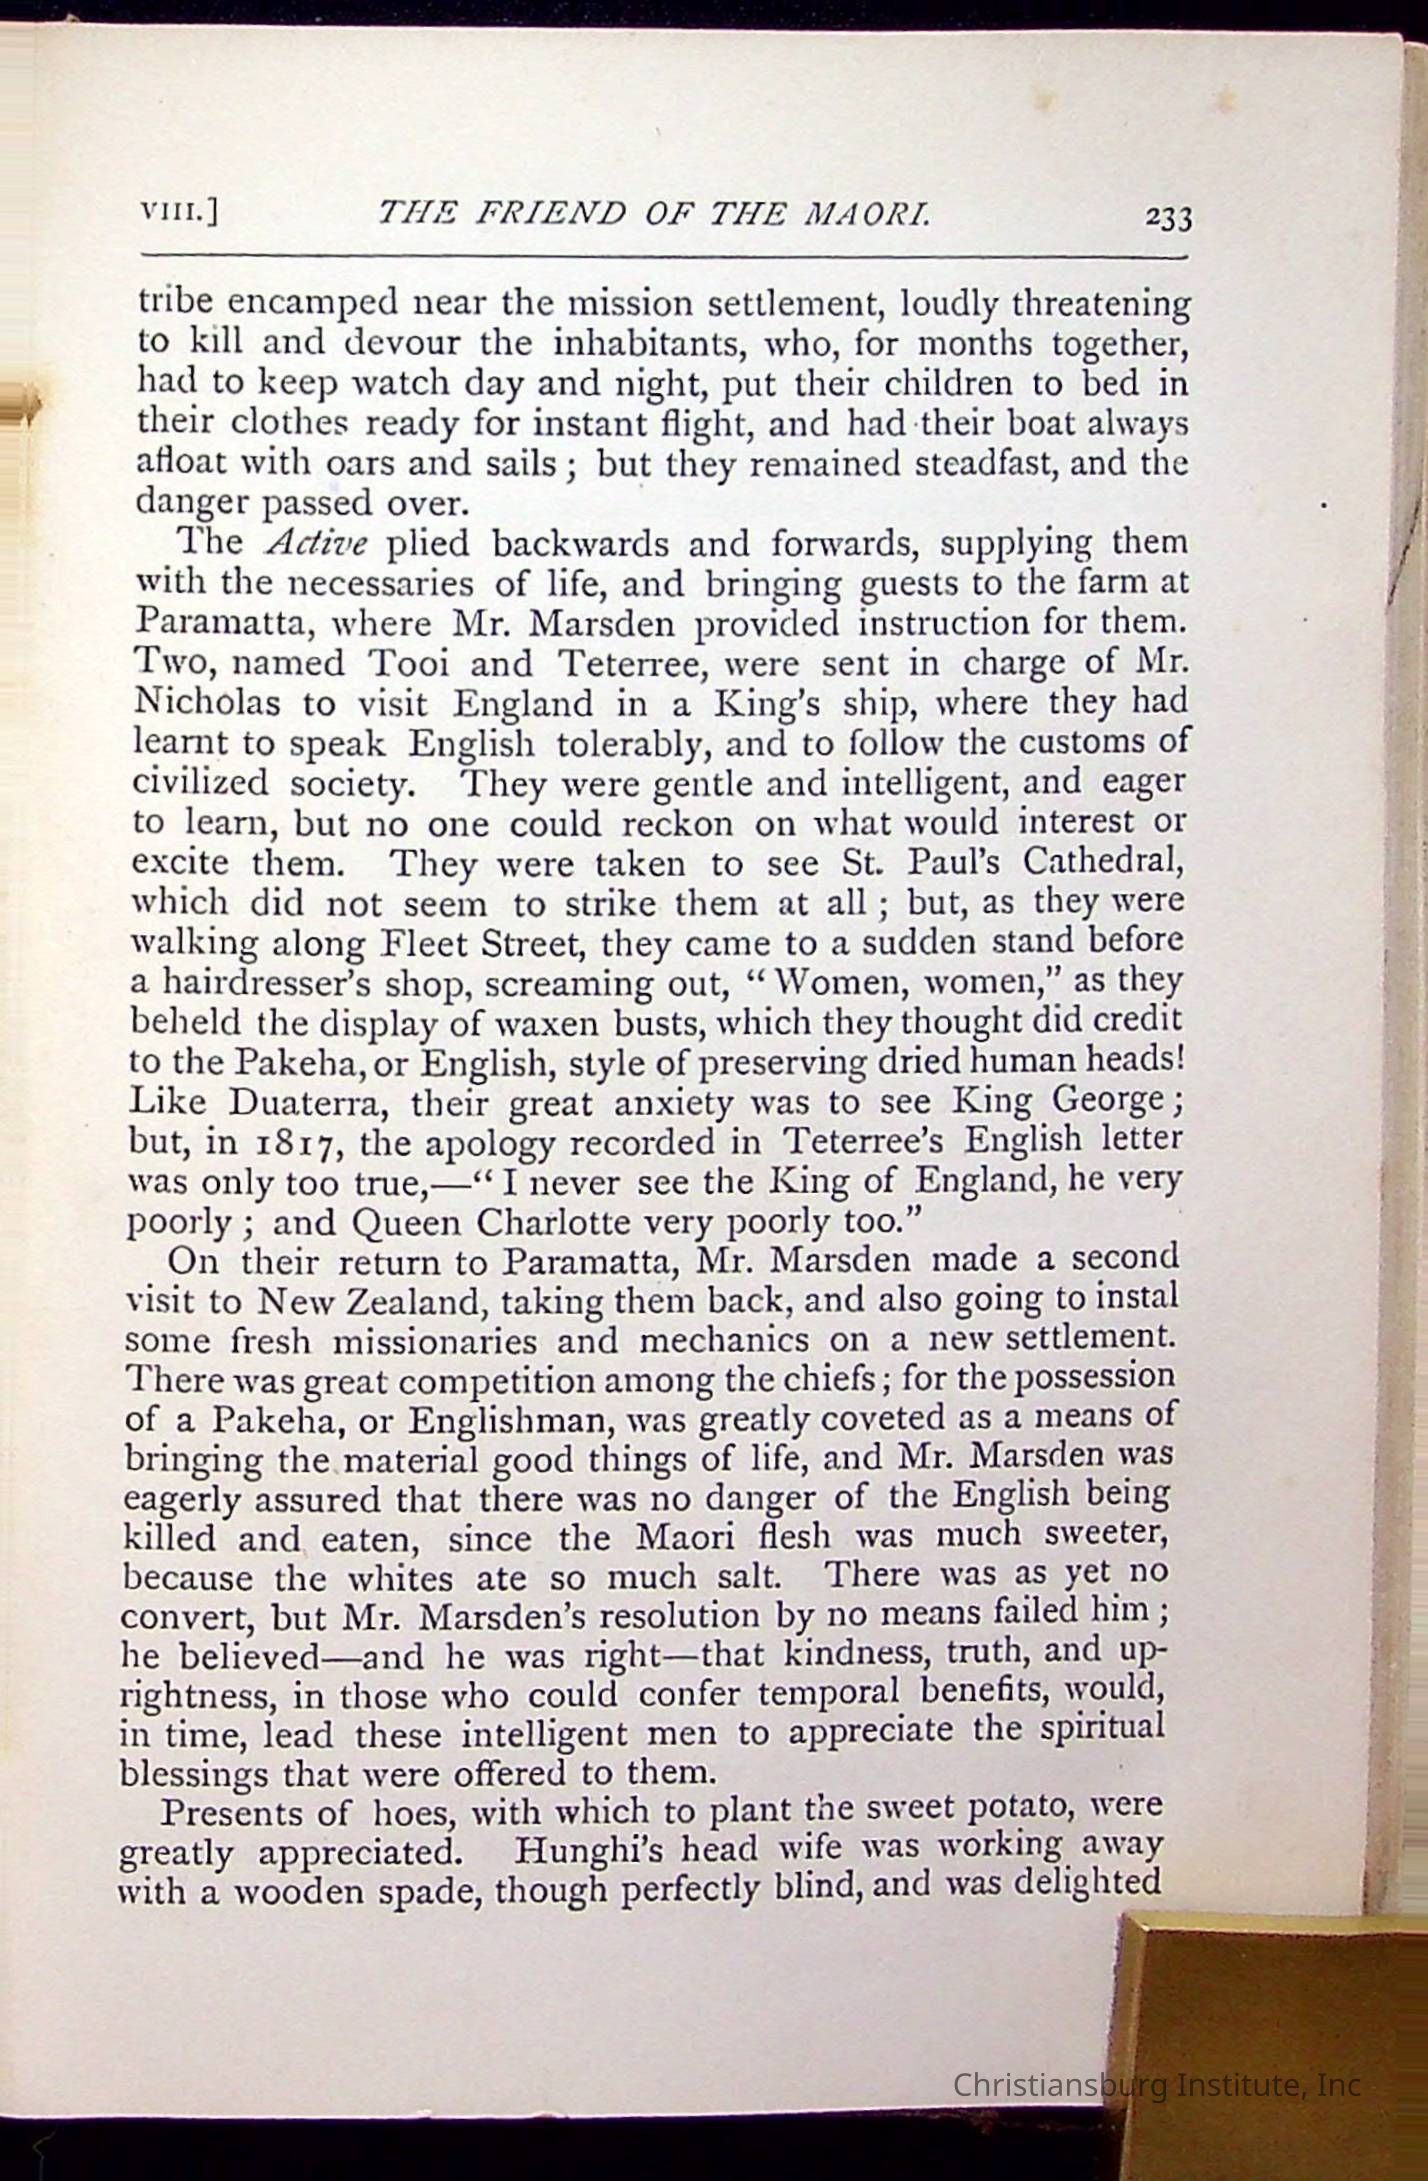 VIII.] THE FRIEND OF THE MAORI. 233
tribe encamped near the mission settlement, loudly threatening
to kill and devour the inhabitants, who, for months together,
had to keep watch day and night, put their children to bed in
their clothes ready for instant flight, and had their boat always
afloat with oars and sails ; but they remained steadfast, and the
danger passed over.
The Active plied backwards and forwards, supplying them
with the necessaries of life, and bringing guests to the farm at
Paramatta, where Mr. Marsden provided instruction for them.
Two, named Tooi and Teterree, were sent in charge of Mr.
Nicholas to visit England in a King's ship, where they had
learnt to speak English tolerably, and to follow the customs of
civilized society. They were gentle and intelligent, and eager
to learn, but no one could reckon on what would interest or
excite them. They were taken to see St. Paul's Cathedral,
which did not seem to strike them at all ; but, as they were
walking along Fleet Street, they came to a sudden stand before
a hairdresser's shop, screaming out, “Women, women,” as they
beheld the display of waxen busts, which they thought did credit
to the Pakeha, or English, style of preserving dried human heads!
Like Duaterra, their great anxiety was to see King George ;
but, in 1817, the apology recorded in Teterree's English letter
was only too true,—“I never see the King of England, he very
poorly ; and Queen Charlotte very poorly too.”
On their return to Paramatta, Mr. Marsden made a second
visit to New Zealand, taking them back, and also going to instal
some fresh missionaries and mechanics on a new settlement.
There was great competition among the chiefs ; for the possession
of a Pakeha, or Englishman, was greatly coveted as a means of
bringing the material good things of life, and Mr. Marsden was
eagerly assured that there was no danger of the English being
killed and eaten, since the Maori flesh was much sweeter,
because the whites ate so much salt. There was as yet no
convert, but Mr. Marsden's resolution by no means failed him ;
he believed—and he was right—that kindness, truth, and up-
rightness, in those who could confer temporal benefits, would,
in time, lead these intelligent men to appreciate the spiritual
blessings that were offered to them.
Presents of hoes, with which to plant the sweet potato, were
greatly appreciated. Hunghi's head wife was working away
with a wooden spade, though perfectly blind, and was delighted
Christiansburg Institute, Inc